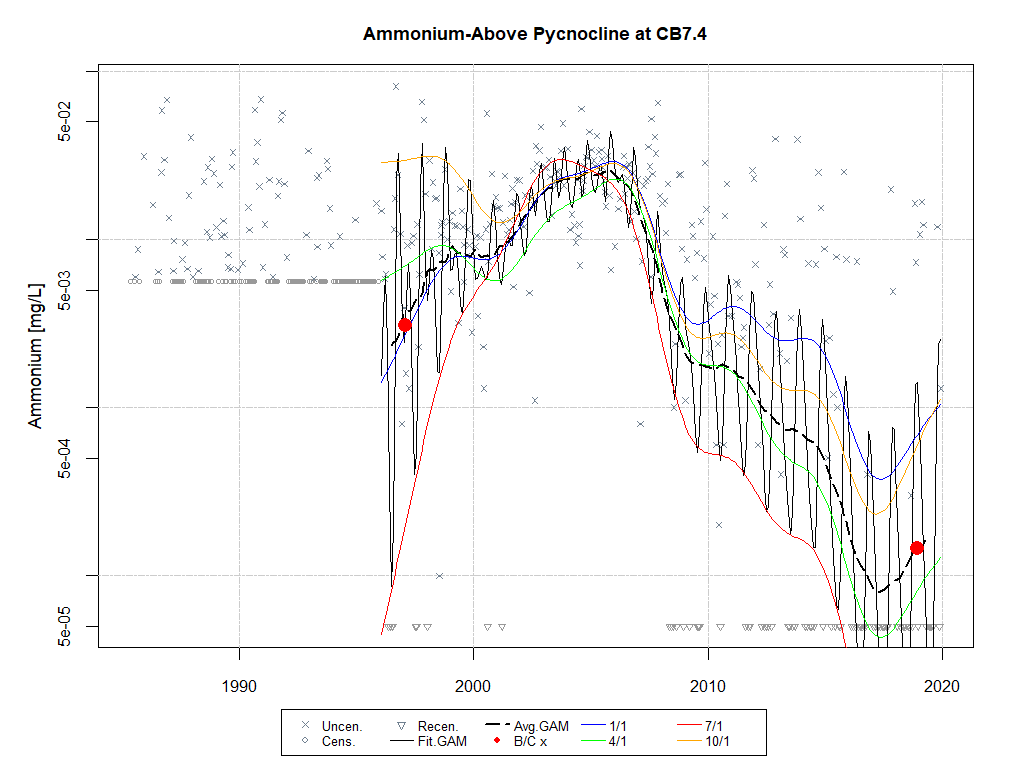 Ammonium-Above Pycnocline at CB7.4
Ammonium [mg/L]
5e-02
5e-03
5e-04
5e-05
1990 2000 2010 2020
Uncen. Recen. Avg.GAM 1/1 7/1
Cens. Fit.GAM B/C x 4/1 10/1